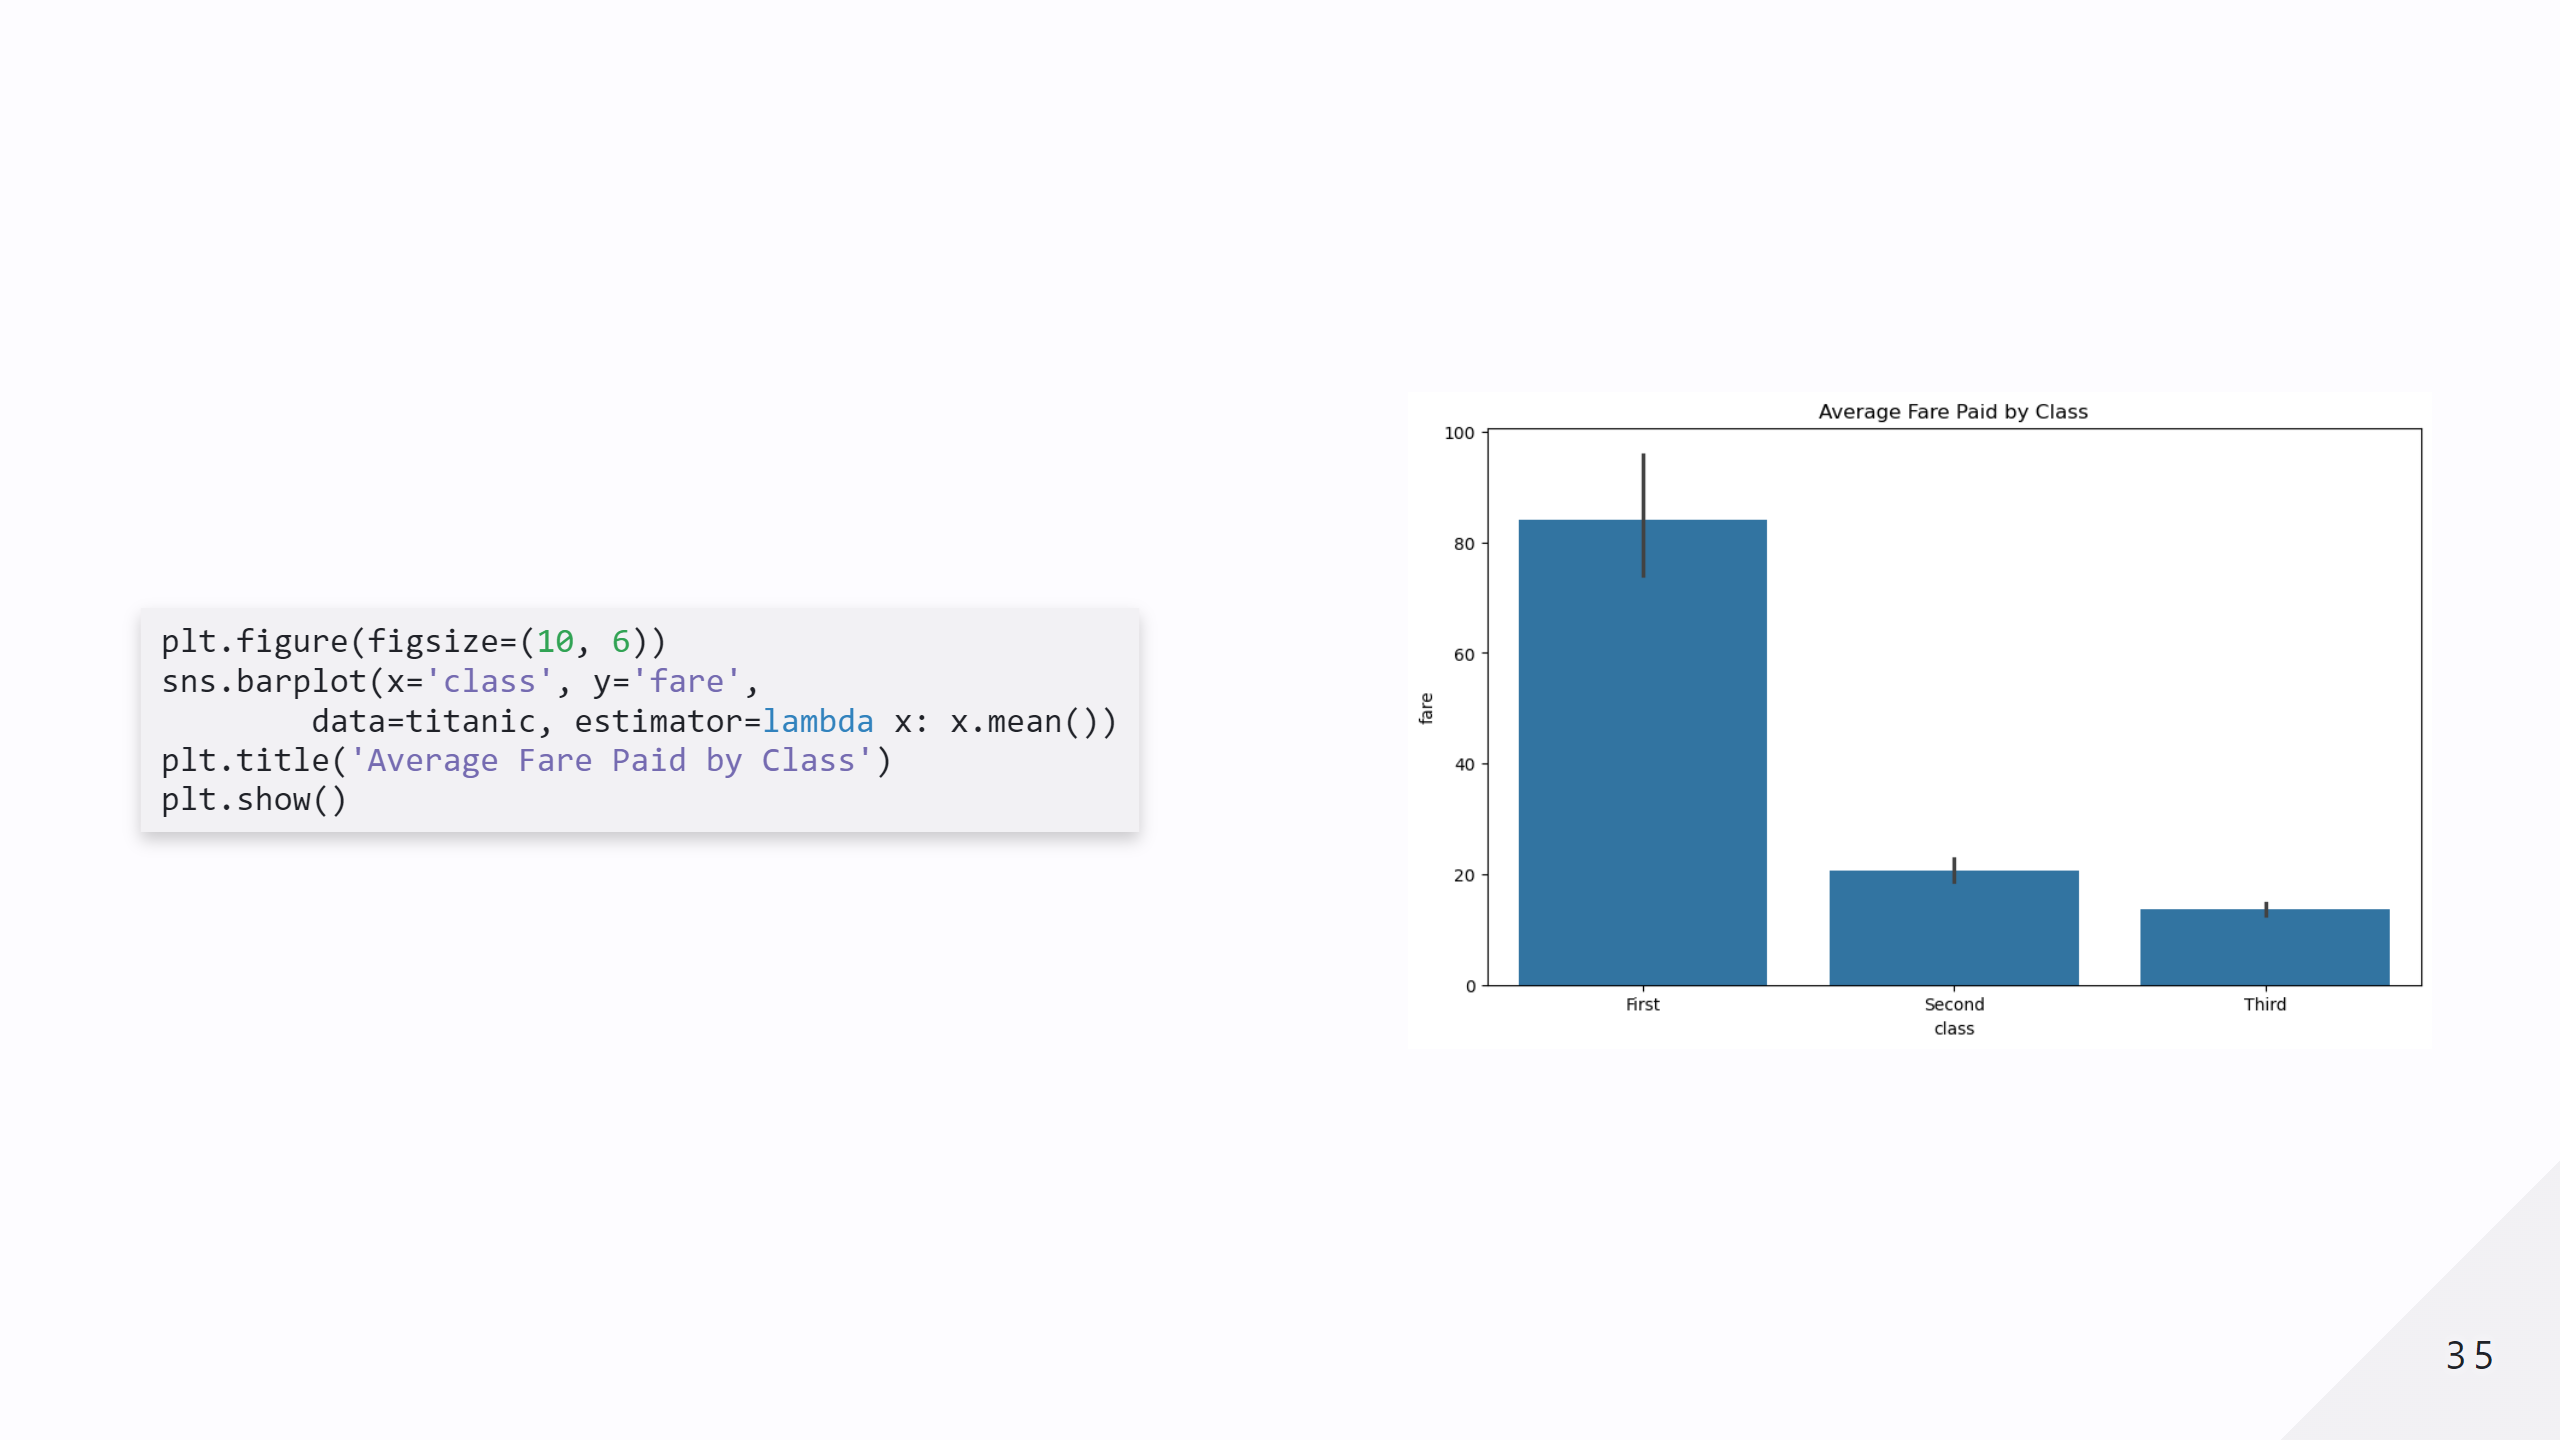 plt.figure(figsize=(10, 6))
sns.barplot(x='class', y='fare',
        data=titanic, estimator=lambda x: x.mean())
plt.title('Average Fare Paid by Class')
plt.show()
Average Fare Paid by Class
100
80
60
40
20
0
fare
First Second Third
class
35